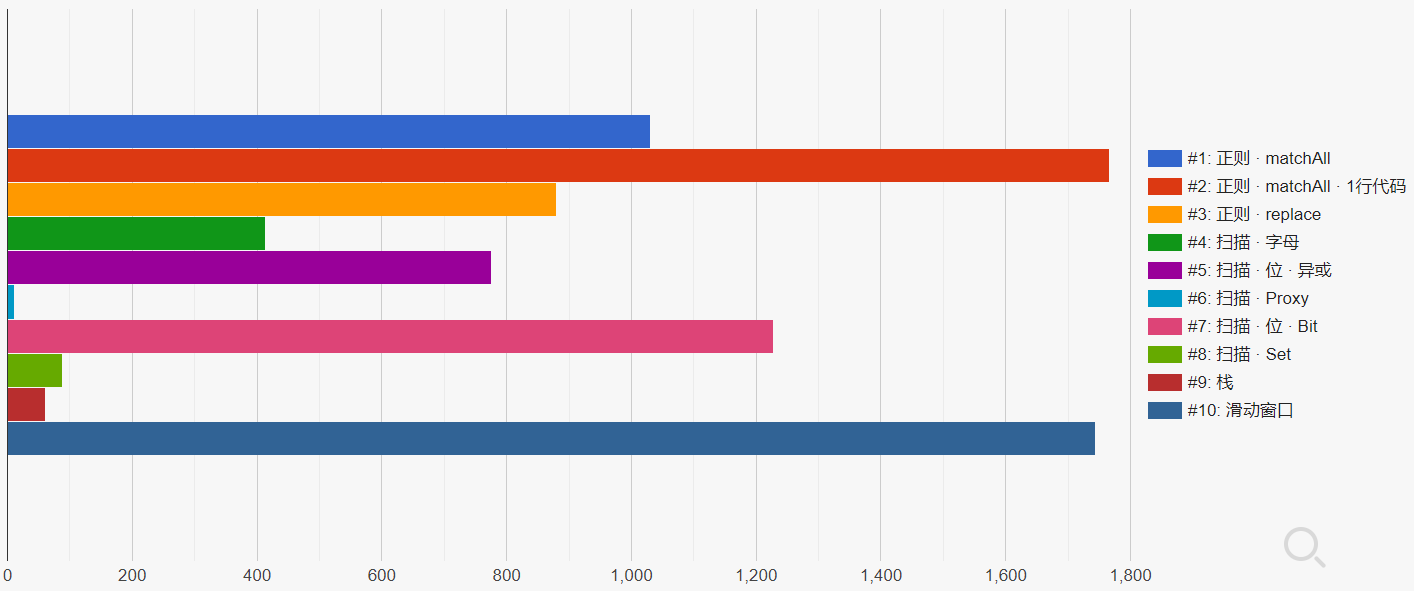 #1: 正则 · matchAll
#2: 正则 · matchAll · 1行代码
#3: 正则 · replace
#4: 扫描 · 字母
#5: 扫描 · 位 · 异或
#6: 扫描 · Proxy
#7: 扫描 · 位 · Bit
#8: 扫描 · Set
#9: 栈
#10: 滑动窗口
0 200 400 600 800 1,000 1,200 1,400 1,600 1,800